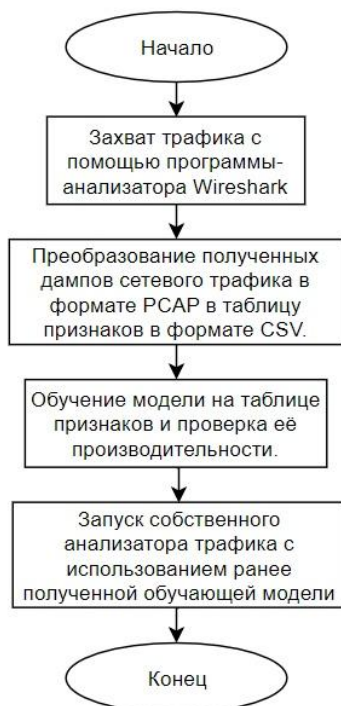 Начало
Захват трафика с
помощью программы-
анализатора Wireshark
Преобразование полученных
дампов сетевого трафика в
формате PCAP в таблицу
признаков в формате CSV.
Обучение модели на таблице
признаков и проверка её
производительности.
Запуск собственного
анализатора трафика с
использованием ранее
полученной обучающей модели
Конец